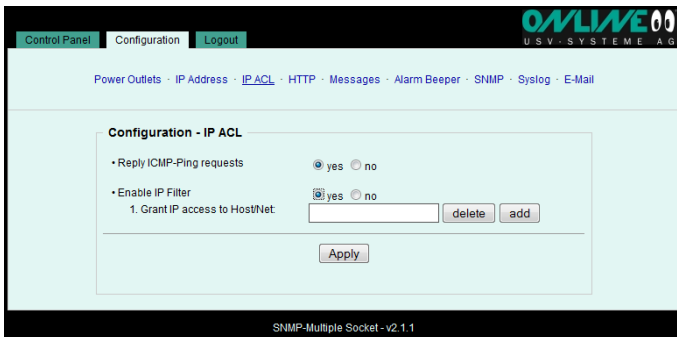 ONLINE
USV-SYSTEME AG
Control Panel Configuration Logout
Power Outlets · IP Address · IP ACL · HTTP · Messages · Alarm Beeper · SNMP · Syslog · E-Mail
Configuration - IP ACL
• Reply ICMP-Ping requests yes no
• Enable IP Filter yes no
1. Grant IP access to Host/Net: delete add
Apply
SNMP-Multiple Socket - v2.1.1